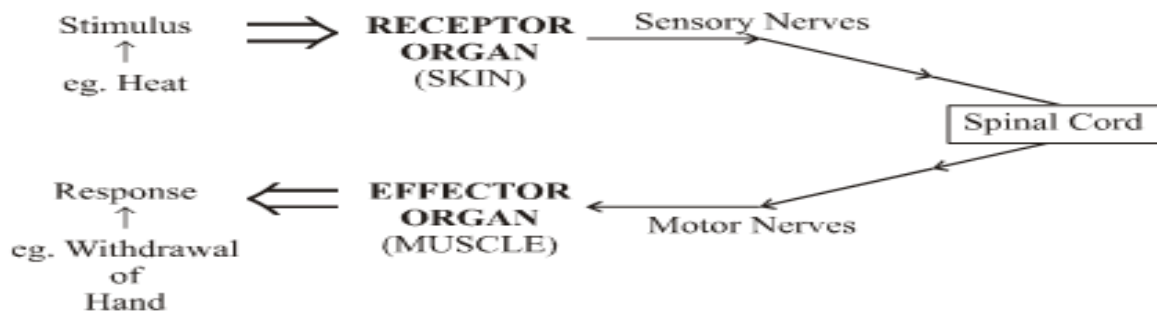 Stimulus
↑
eg. Heat
RECEPTOR
ORGAN
(SKIN)
Sensory Nerves
Spinal Cord
Motor Nerves
EFFECTOR
ORGAN
(MUSCLE)
Response
↑
eg. Withdrawal
of
Hand